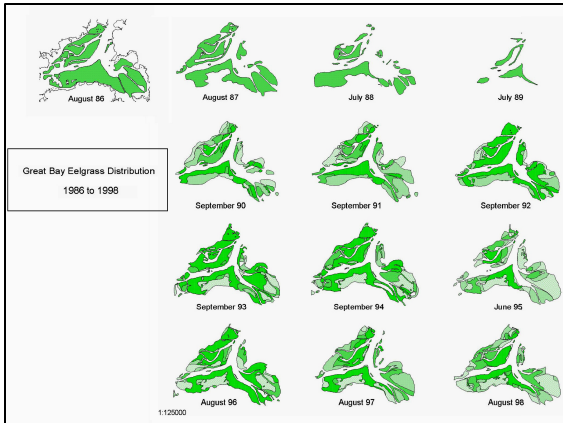 August 86
August 87
July 88
July 89
Great Bay Eelgrass Distribution
1986 to 1998
September 90
September 91
September 92
September 93
September 94
June 95
August 96
August 97
August 98
1:125000